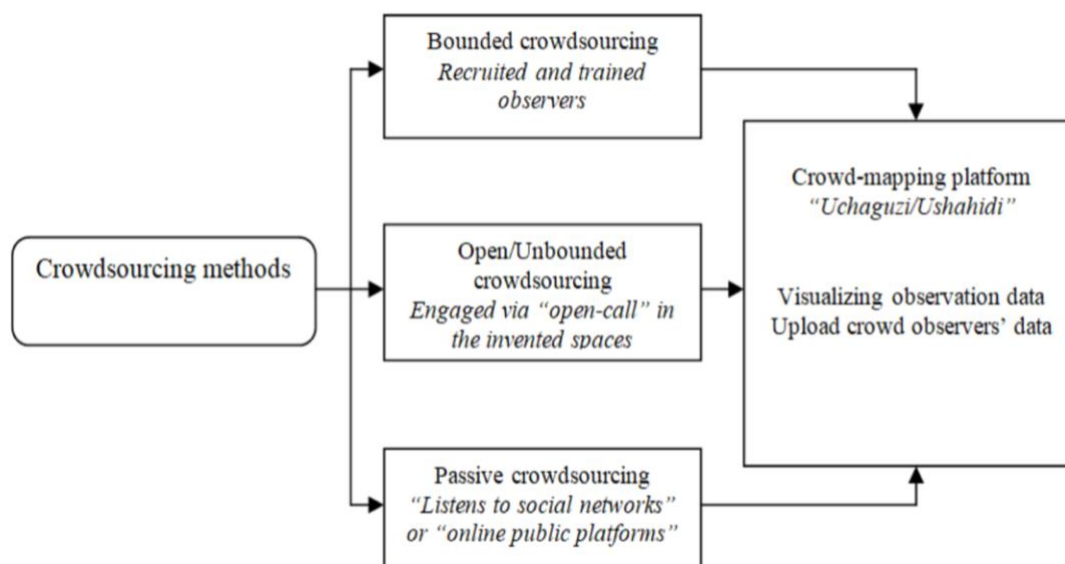 Bounded crowdsourcing
Recruited and trained
observers
Crowd-mapping platform
“Uchaguzi/Ushahidi”
Visualizing observation data
Upload crowd observers’ data
Crowdsourcing methods
Open/Unbounded
crowdsourcing
Engaged via “open-call” in
the invented spaces
Passive crowdsourcing
“Listens to social networks”
or “online public platforms”